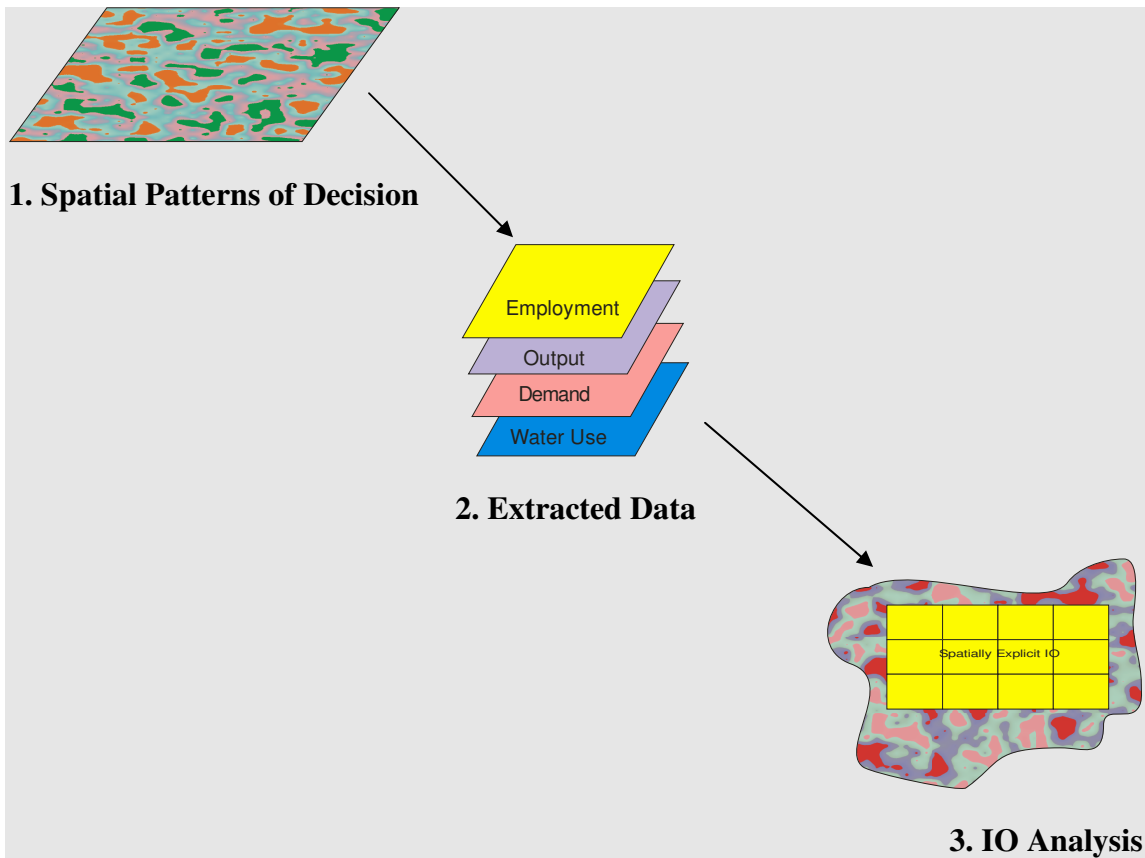 1. Spatial Patterns of Decision
Employment
Output
Demand
Water Use
2. Extracted Data
Spatially Explicit IO
3. IO Analysis